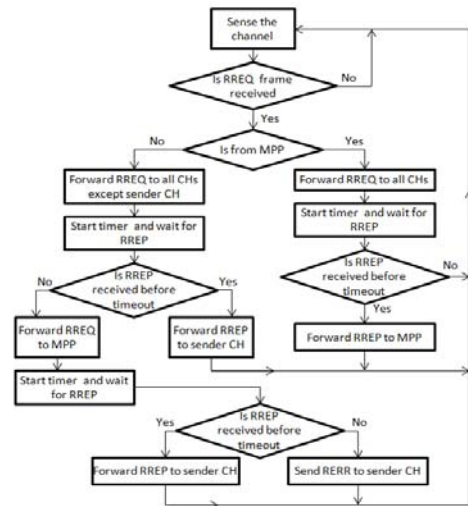 Sense the
channel
Is RREQ frame
received
No
Yes
Is from MPP
No
Yes
Forward RREQ to all CHs
except sender CH
Forward RREQ to all CHs
Start timer and wait for
RREP
Start timer and wait for
RREP
Is RREP
received before
timeout
No
Yes
Is RREP
received before
timeout
No
Yes
Forward RREQ
to MPP
Forward RREP
to sender CH
Forward RREP to MPP
Start timer and wait
for RREP
Is RREP
received before
timeout
Yes
No
Forward RREP to sender CH
Send RERR to sender CH